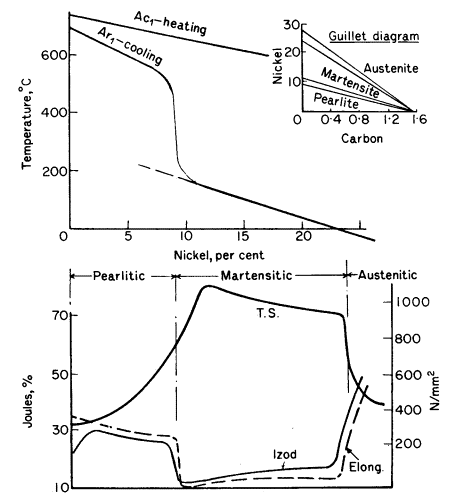 Ac1–heating
Ar1–cooling
600
400
200
0
5
10
15
20
Temperature,°C
Nickel, per cent
30
20
10
0
0·4
0·8
1·2
1·6
Nickel
Carbon
Guillet diagram
Austenite
Martensite
Pearlite
Pearlitic
Martensitic
Austenitic
T.S.
Izod
Elong.
70
50
30
10
Joules, %
1000
800
600
400
200
N/mm²